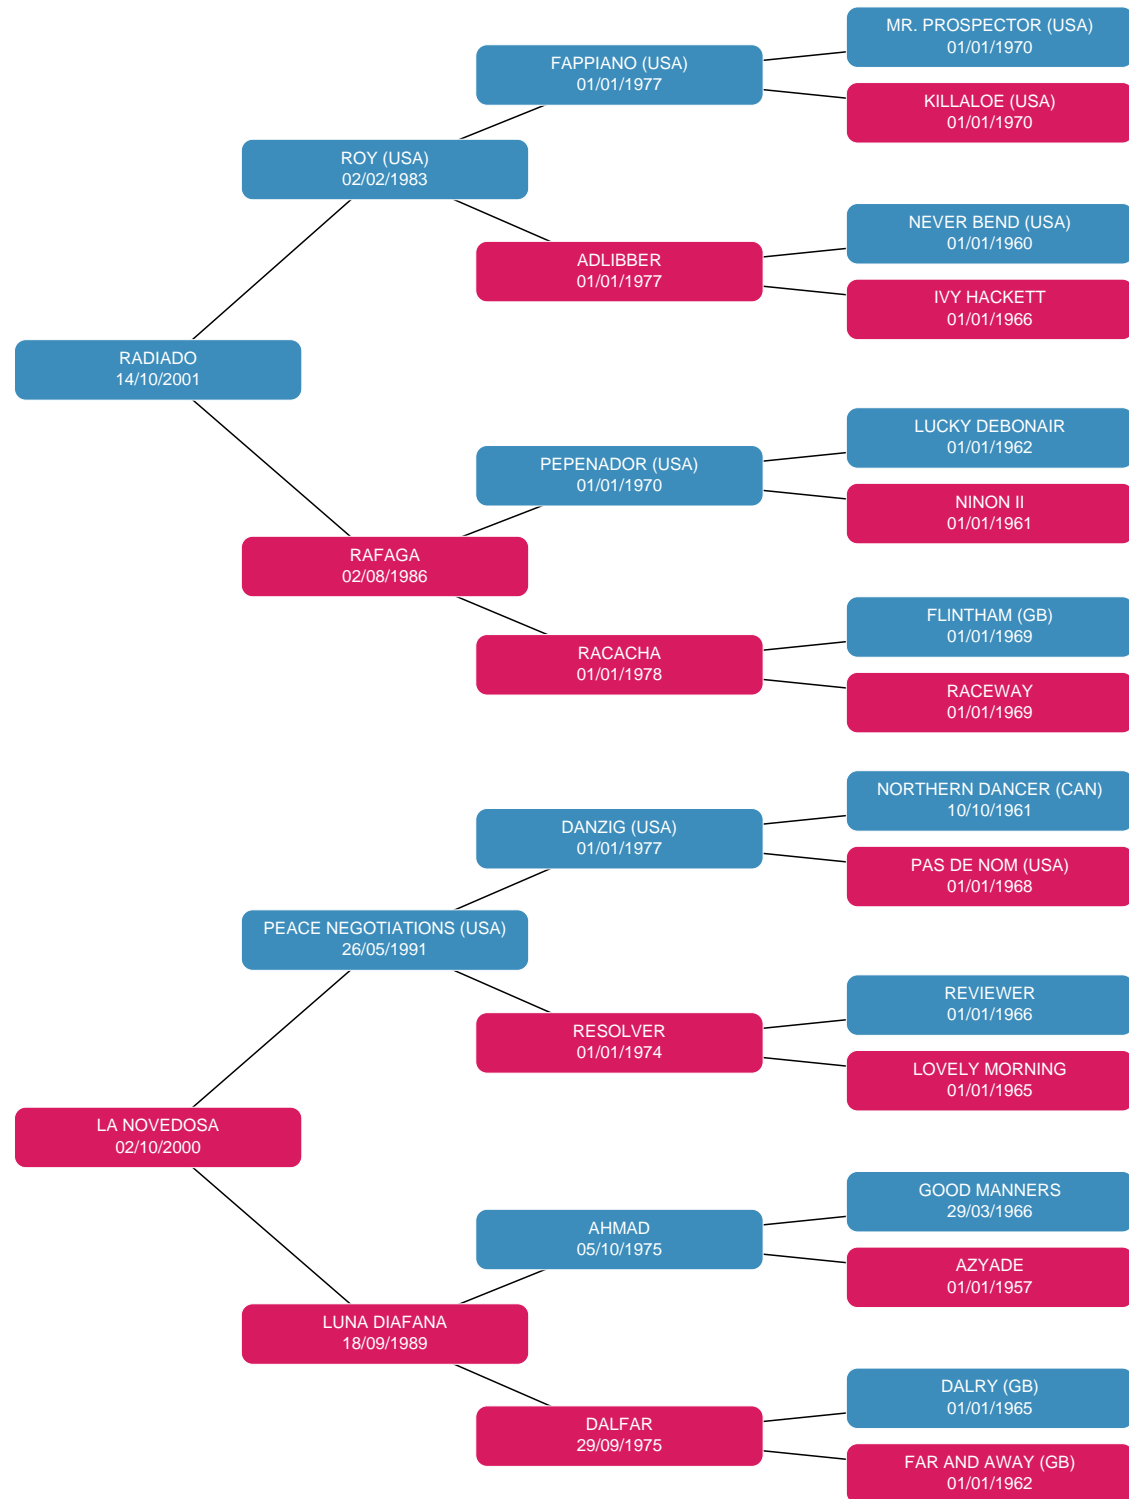 MR. PROSPECTOR (USA)
01/01/1970
FAPPIANO (USA)
01/01/1977
KILLALOE (USA)
01/01/1970
ROY (USA)
02/02/1983
NEVER BEND (USA)
01/01/1960
ADLIBBER
01/01/1977
IVY HACKETT
01/01/1966
RADIADO
14/10/2001
LUCKY DEBONAIR
01/01/1962
PEPENADOR (USA)
01/01/1970
NINON II
01/01/1961
RAFAGA
02/08/1986
FLINTHAM (GB)
01/01/1969
RACACHA
01/01/1978
RACEWAY
01/01/1969
NORTHERN DANCER (CAN)
10/10/1961
DANZIG (USA)
01/01/1977
PAS DE NOM (USA)
01/01/1968
PEACE NEGOTIATIONS (USA)
26/05/1991
REVIEWER
01/01/1966
RESOLVER
01/01/1974
LOVELY MORNING
01/01/1965
LA NOVEDOSA
02/10/2000
GOOD MANNERS
29/03/1966
AHMAD
05/10/1975
AZYADE
01/01/1957
LUNA DIAFANA
18/09/1989
DALRY (GB)
01/01/1965
DALFAR
29/09/1975
FAR AND AWAY (GB)
01/01/1962